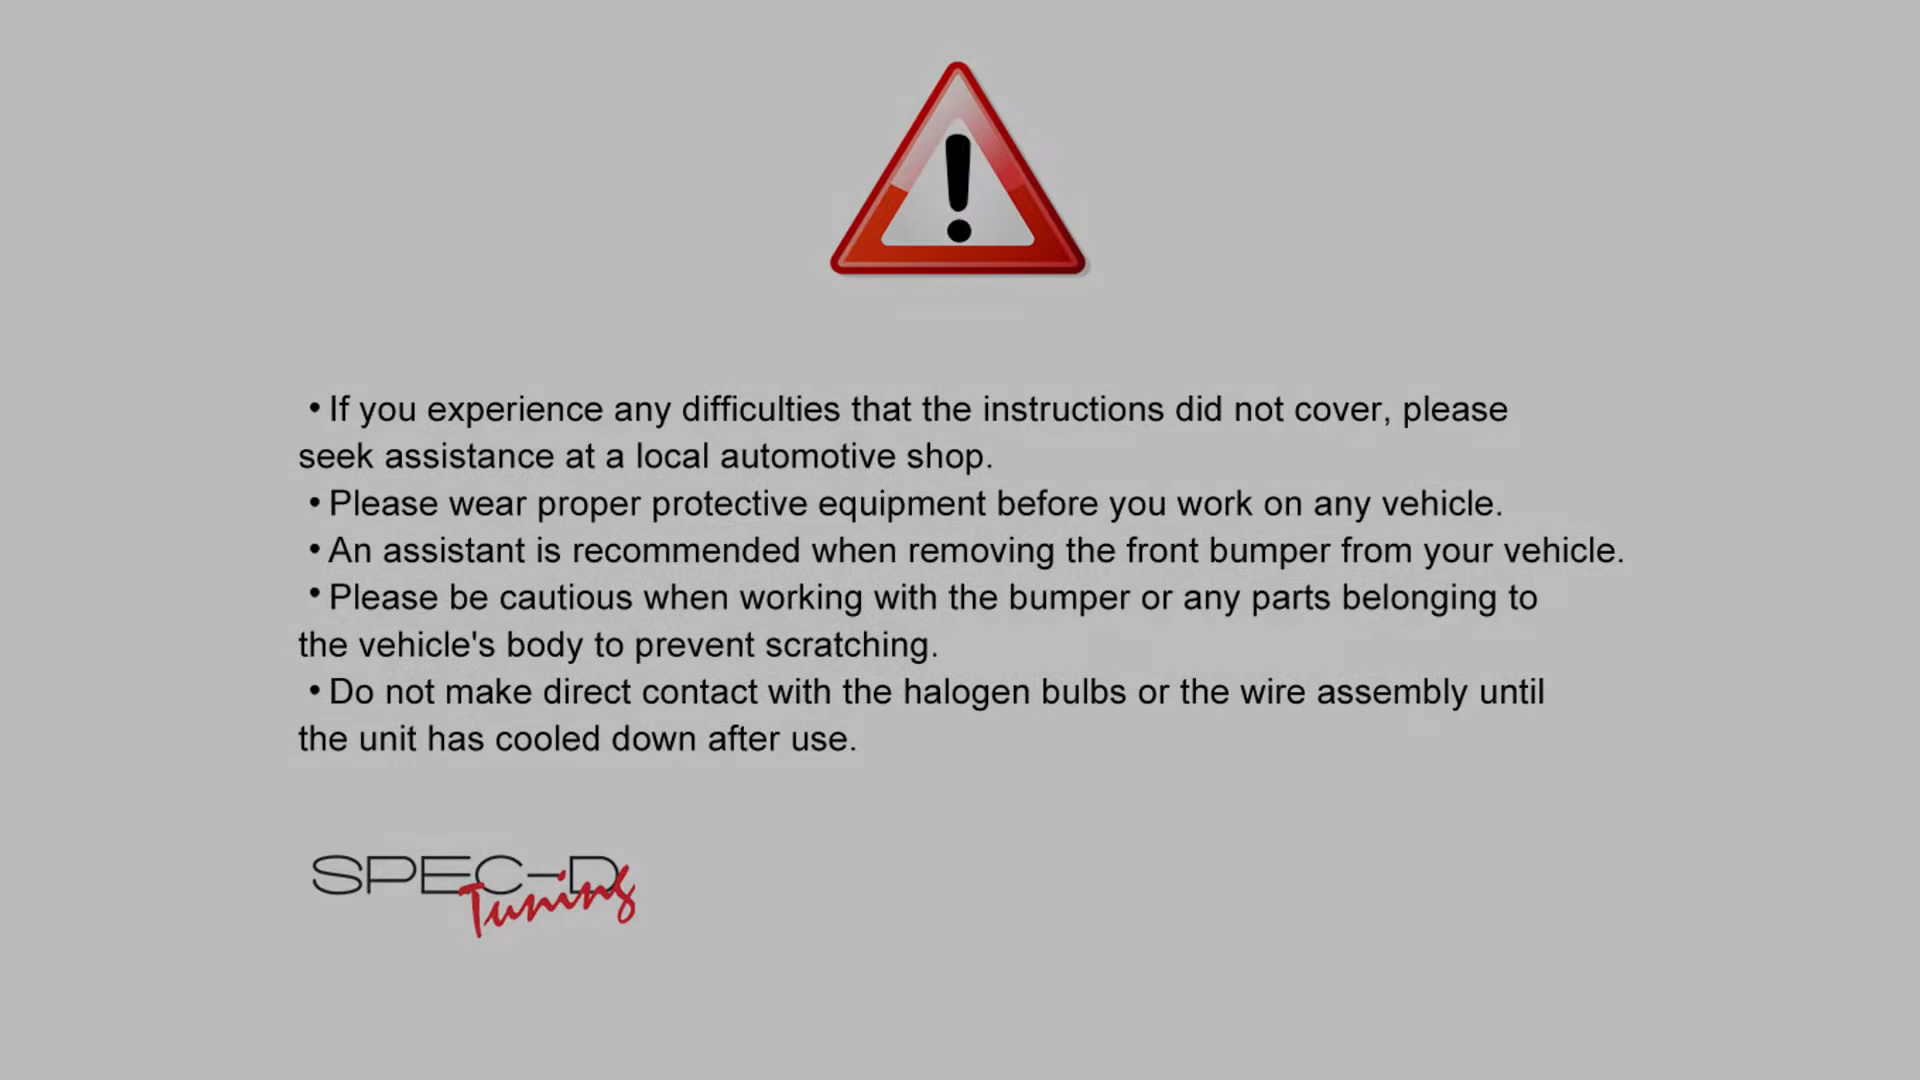 !
•If you experience any difficulties that the instructions did not cover, please
seek assistance at a local automotive shop.
•Please wear proper protective equipment before you work on any vehicle.
•An assistant is recommended when removing the front bumper from your vehicle.
•Please be cautious when working with the bumper or any parts belonging to
the vehicle's body to prevent scratching.
•Do not make direct contact with the halogen bulbs or the wire assembly until
the unit has cooled down after use.
SPEC-D
Tuning